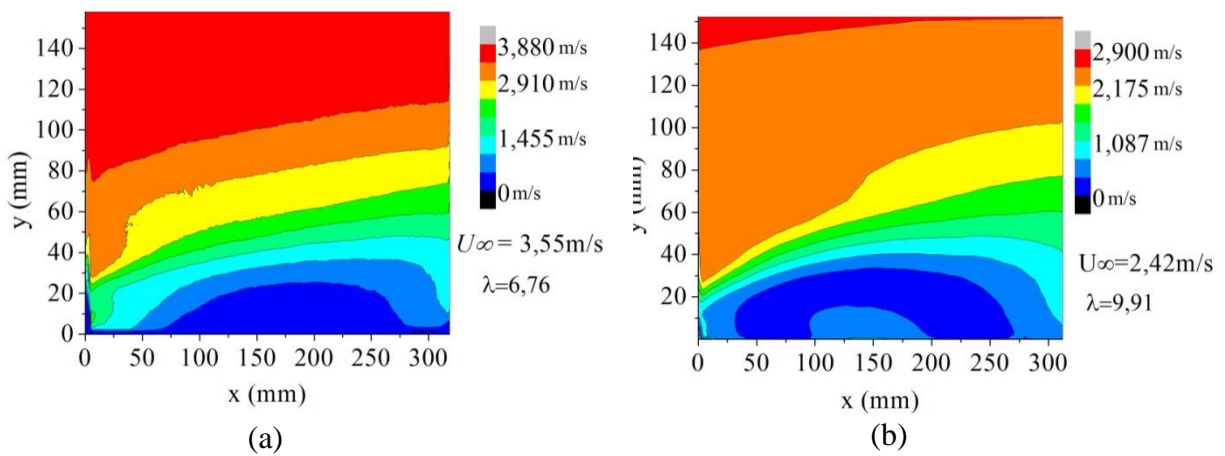 140
120
100
80
60
40
20
0
y (mm)
0 50 100 150 200 250 300
x (mm)
3,880 m/s
2,910 m/s
1,455 m/s
0 m/s
U∞ = 3,55m/s
λ=6,76
(a)
140
120
100
80
60
40
20
y (mm)
0 50 100 150 200 250 300
x (mm)
2,900 m/s
2,175 m/s
1,087 m/s
0 m/s
U∞=2,42m/s
λ=9,91
(b)